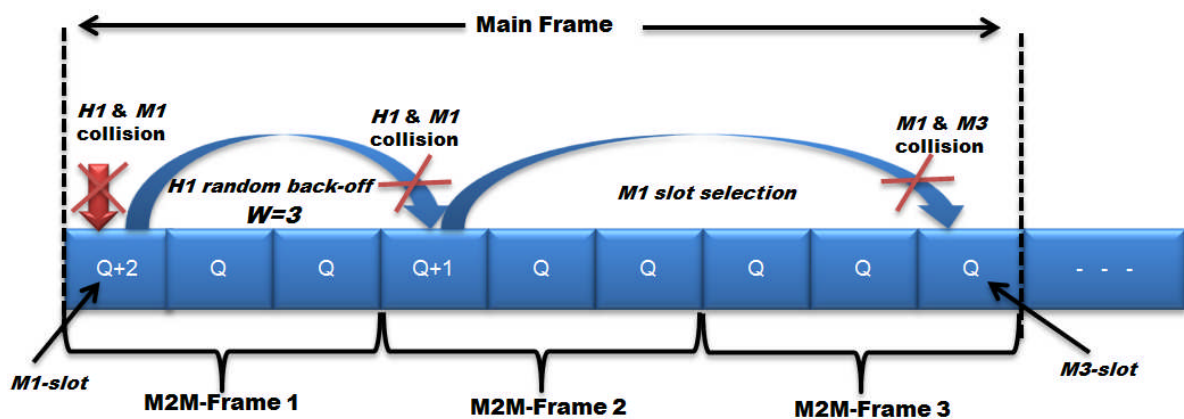 Main Frame
H1 & M1
collision
H1 & M1
collision
M1 & M3
collision
H1 random back-off
W=3
M1 slot selection
Q+2 Q Q Q+1 Q Q Q Q Q - - -
M1-slot
M3-slot
M2M-Frame 1
M2M-Frame 2
M2M-Frame 3